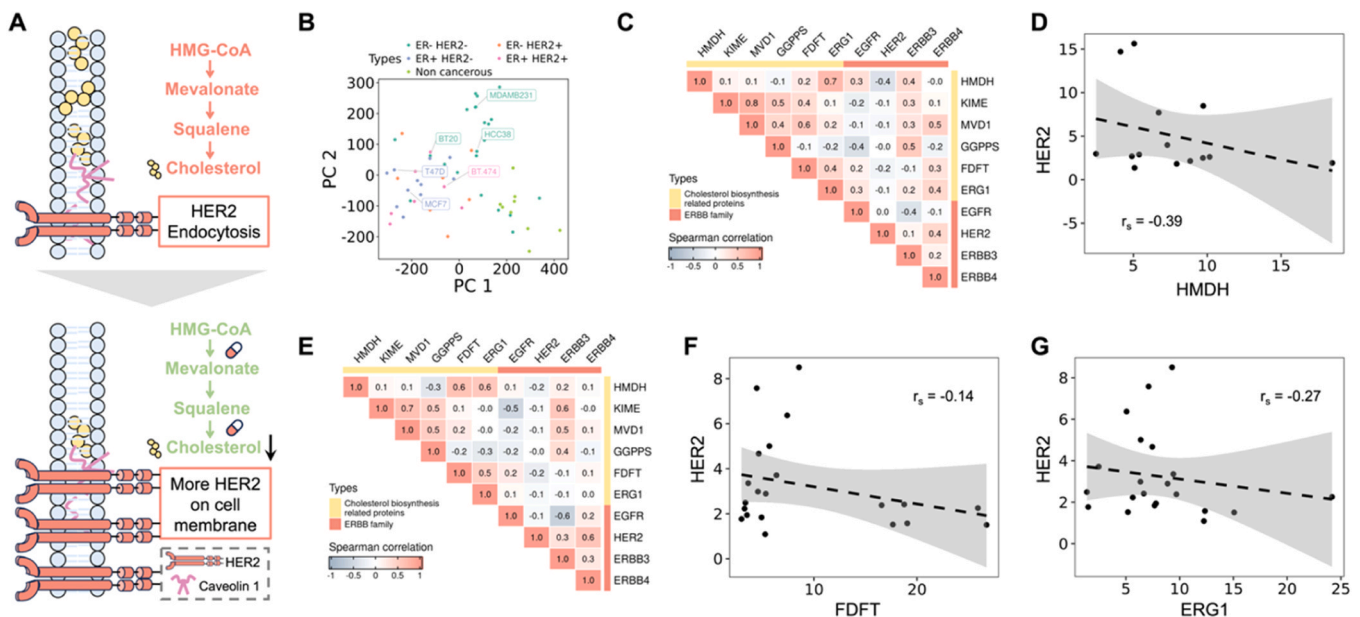 A
HMG-CoA
Mevalonate
Squalene
Cholesterol
HER2
Endocytosis
HMG-CoA
Mevalonate
Squalene
Cholesterol
More HER2
on cell
membrane
HER2
Caveolin 1
B
ER- HER2-
ER- HER2+
Types
ER+ HER2-
ER+ HER2+
Non cancerous
300
200
100
0
-100
-200
PC 2
MDAMB231
BT20
HCC38
T47D
BT.474
MCF7
-200
0
200
400
PC 1
C
HMDH
KIME
MVD1
GGPPS
FDFT
ERG1
EGFR
HER2
ERBB3
ERBB4
1.0 0.1 0.1 -0.1 0.2 0.7 0.3 -0.4 0.4 -0.0 HMDH
1.0 0.8 0.5 0.4 0.1 -0.2 -0.1 0.3 0.1 KIME
1.0 0.4 0.6 0.2 -0.1 -0.1 0.3 0.5 MVD1
1.0 -0.1 -0.2 -0.4 -0.0 0.5 -0.2 GGPPS
1.0 0.4 0.2 -0.2 -0.1 0.4 FDFT
1.0 0.3 -0.1 0.2 0.4 ERG1
1.0 0.0 -0.4 -0.1 EGFR
1.0 0.1 0.4 HER2
1.0 0.2 ERBB3
1.0 ERBB4
Types
Cholesterol biosynthesis
related proteins
ERBB family
Spearman correlation
-1 -0.5 0 0.5 1
D
HER2
15
10
5
0
-5
rs = -0.39
5 10 15
HMDH
E
HMDH
KIME
MVD1
GGPPS
FDFT
ERG1
EGFR
HER2
ERBB3
ERBB4
1.0 0.1 0.1 -0.3 0.6 0.6 0.1 -0.2 0.2 0.1 HMDH
1.0 0.7 0.5 0.1 -0.0 -0.5 -0.1 0.6 -0.0 KIME
1.0 0.5 0.2 -0.0 -0.2 -0.1 0.5 0.1 MVD1
1.0 -0.2 -0.3 -0.2 -0.0 0.4 -0.1 GGPPS
1.0 0.5 0.2 -0.2 -0.1 0.1 FDFT
1.0 0.1 -0.1 -0.1 0.0 ERG1
1.0 -0.1 -0.6 0.2 EGFR
1.0 0.3 0.6 HER2
1.0 0.3 ERBB3
1.0 ERBB4
Types
Cholesterol biosynthesis
related proteins
ERBB family
Spearman correlation
-1 -0.5 0 0.5 1
F
HER2
8
6
4
2
0
rs = -0.14
10 20
FDFT
G
HER2
8
6
4
2
0
rs = -0.27
5 10 15 20 25
ERG1